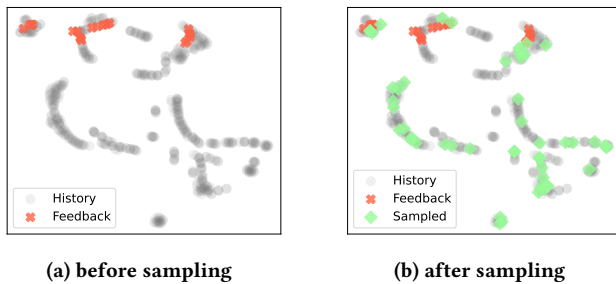 History
Feedback
History
Feedback
Sampled
(a) before sampling
(b) after sampling